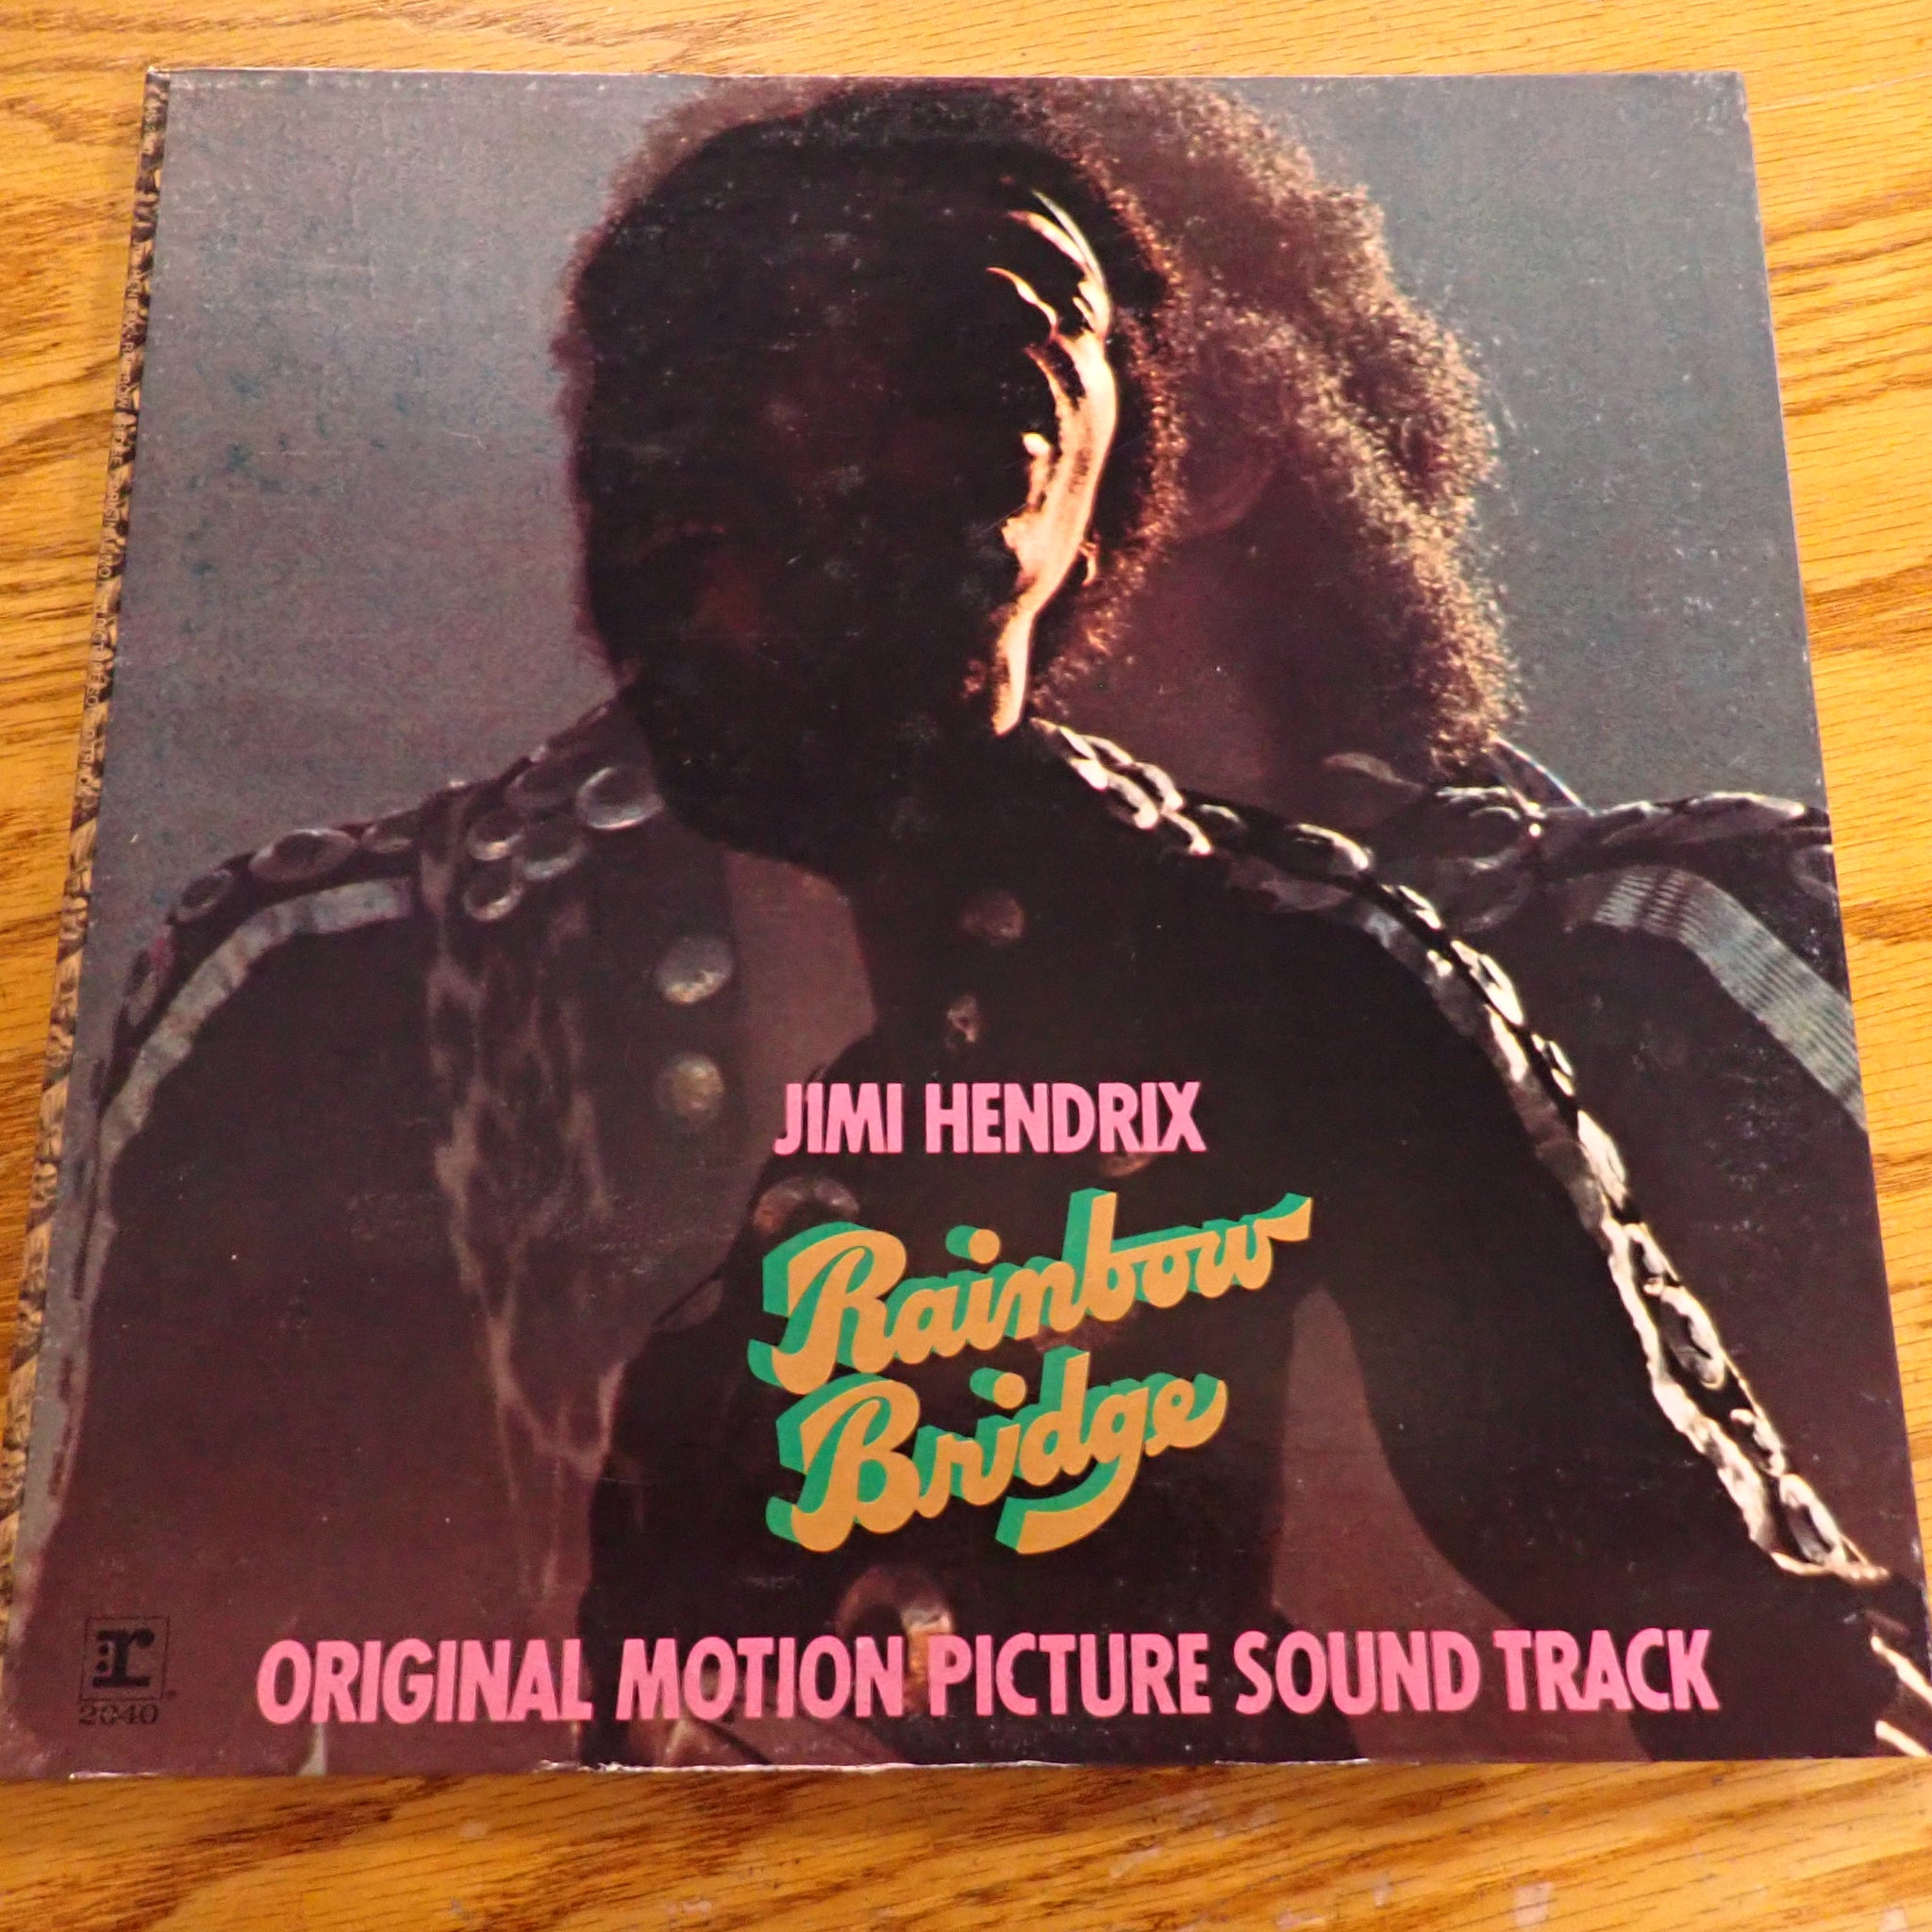 JIMI HENDRIX
Rainbow
Bridge
ORIGINAL MOTION PICTURE SOUND TRACK
r
2040